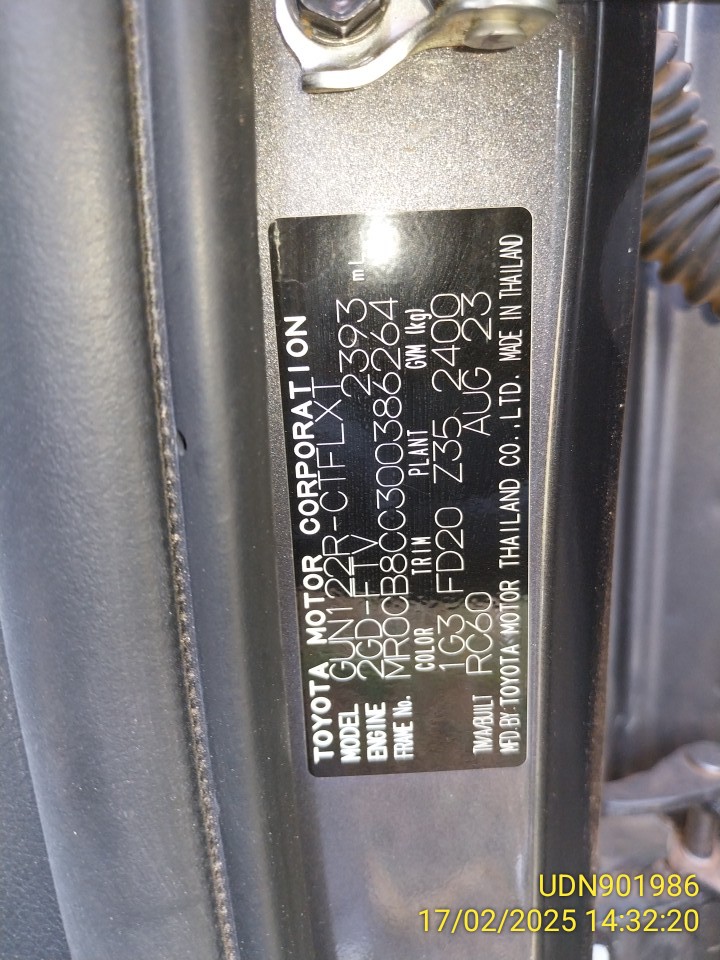 TOYOTA MOTOR CORPORATION
MODEL GUN122R-CTFLXT
ENGINE 2GD-FTV 2393 mL
FRAME No. MR0CB8CC300386264
COLOR TRIM PLANT GVM (kg)
1G3 FD20 Z35 2400
TM/A/BUILT RC60 AUG 23
MFD.BY:TOYOTA MOTOR THAILAND CO.,LTD. MADE IN THAILAND
UDN901986
17/02/2025 14:32:20